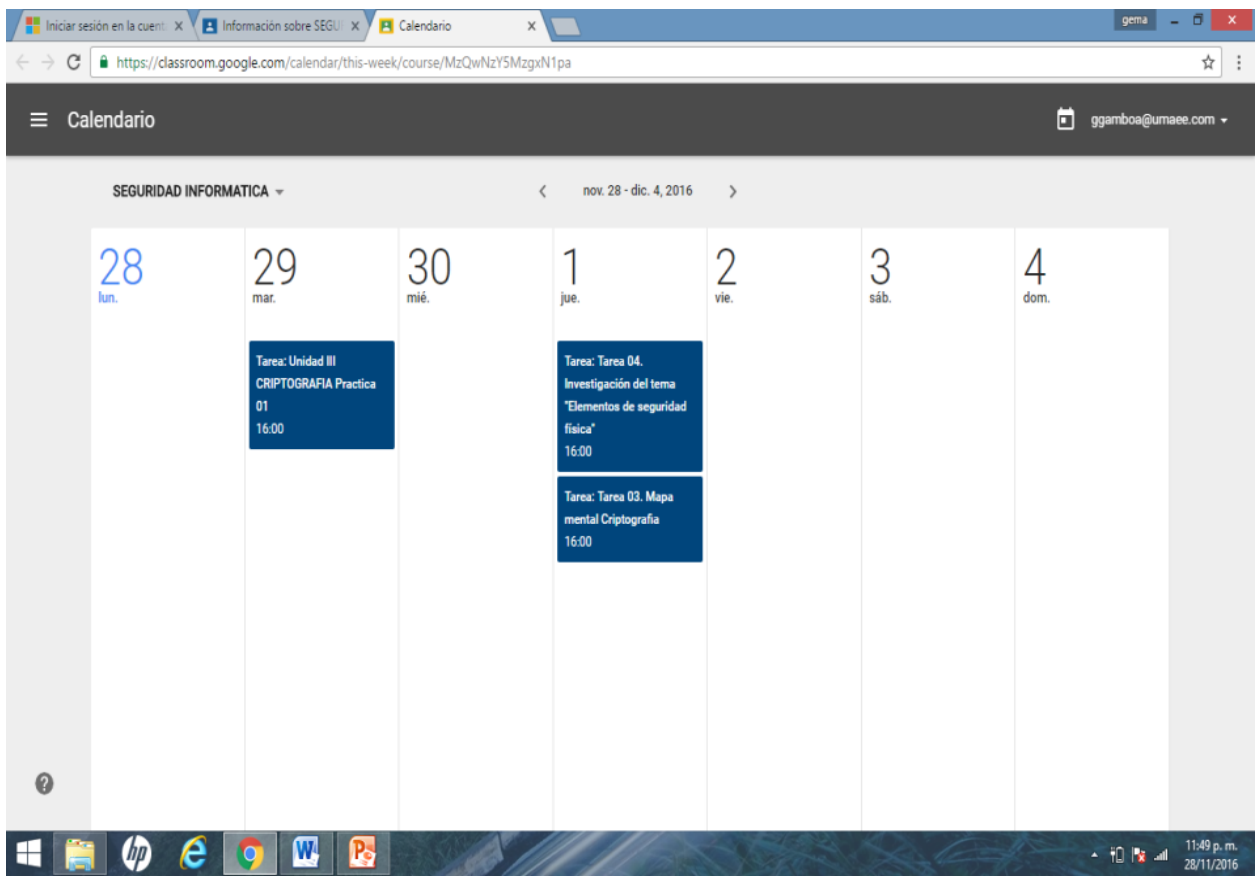 Iniciar sesión en la cuent
Información sobre SEGU
Calendario
gema
https://classroom.google.com/calendar/this-week/course/MzQwNzY5MzgxN1pa
Calendario
ggamboa@umaee.com
SEGURIDAD INFORMATICA
nov. 28 - dic. 4, 2016
28
lun.
29
mar.
30
mié.
1
jue.
2
vie.
3
sáb.
4
dom.
Tarea: Unidad III
CRIPTOGRAFIA Practica
01
16:00
Tarea: Tarea 04.
Investigación del tema
"Elementos de seguridad
física"
16:00
Tarea: Tarea 03. Mapa
mental Criptografia
16:00
hp
11:49 p. m.
28/11/2016